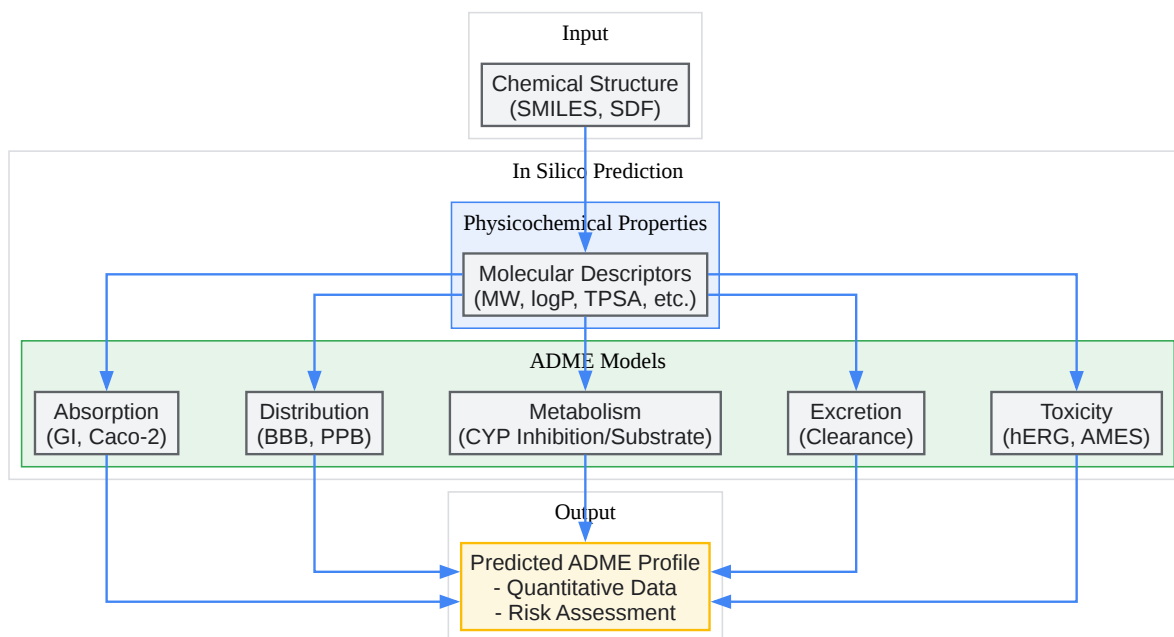 Input
Chemical Structure
(SMILES, SDF)
In Silico Prediction
Physicochemical Properties
Molecular Descriptors
(MW, logP, TPSA, etc.)
ADME Models
Absorption
(GI, Caco-2)
Distribution
(BBB, PPB)
Metabolism
(CYP Inhibition/Substrate)
Excretion
(Clearance)
Toxicity
(hERG, AMES)
Output
Predicted ADME Profile
- Quantitative Data
- Risk Assessment